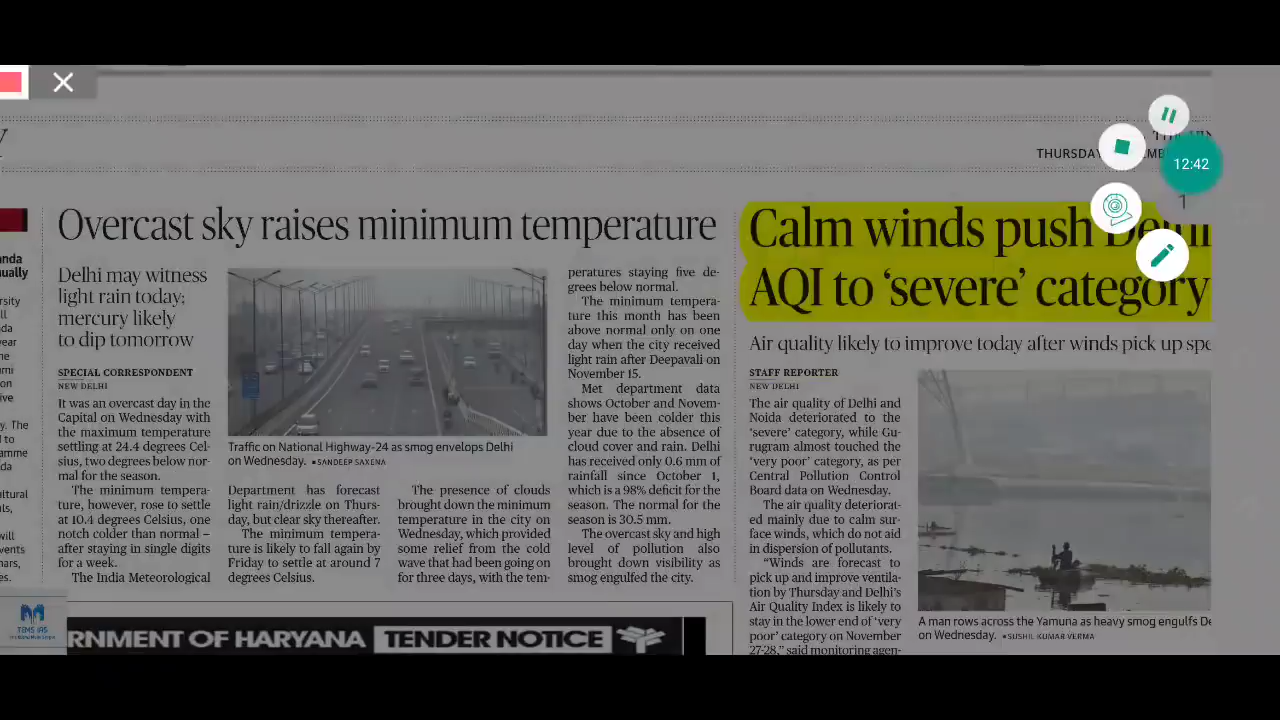 THURSDAY
12:42
1
Overcast sky raises minimum temperature
Delhi may witness
light rain today;
mercury likely
to dip tomorrow
SPECIAL CORRESPONDENT
NEW DELHI
It was an overcast day in the
Capital on Wednesday with
the maximum temperature
settling at 24.4 degrees Cel-
sius, two degrees below nor-
mal for the season.
The minimum tempera-
ture, however, rose to settle
at 10.4 degrees Celsius, one
notch colder than normal –
after staying in single digits
for a week.
The India Meteorological
Traffic on National Highway-24 as smog envelops Delhi
on Wednesday. ▪SANDEEP SAXENA
Department has forecast
light rain/drizzle on Thurs-
day, but clear sky thereafter.
The minimum tempera-
ture is likely to fall again by
Friday to settle at around 7
degrees Celsius.
The presence of clouds
brought down the minimum
temperature in the city on
Wednesday, which provided
some relief from the cold
wave that had been going on
for three days, with the tem-
peratures staying five de-
grees below normal.
The minimum tempera-
ture this month has been
above normal only on one
day when the city received
light rain after Deepavali on
November 15.
Met department data
shows October and Novem-
ber have been colder this
year due to the absence of
cloud cover and rain. Delhi
has received only 0.6 mm of
rainfall since October 1,
which is a 98% deficit for the
season. The normal for the
season is 30.5 mm.
The overcast sky and high
level of pollution also
brought down visibility as
smog engulfed the city.
Calm winds push Delhi
AQI to ‘severe’ category
Air quality likely to improve today after winds pick up spe
STAFF REPORTER
NEW DELHI
The air quality of Delhi and
Noida deteriorated to the
‘severe’ category, while Gu-
rugram almost touched the
‘very poor’ category, as per
Central Pollution Control
Board data on Wednesday.
The air quality deteriorat-
ed mainly due to calm sur-
face winds, which do not aid
in dispersion of pollutants.
“Winds are forecast to
pick up and improve ventila-
tion by Thursday and Delhi’s
Air Quality Index is likely to
stay in the lower end of ‘very
poor’ category on November
27-28,” said monitoring agen-
A man rows across the Yamuna as heavy smog engulfs De
on Wednesday. ▪SUSHIL KUMAR VERMA
RNMENT OF HARYANA TENDER NOTICE